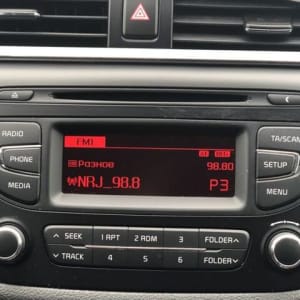 RADIO
PHONE
MEDIA
TA/SCAN
SETUP
MENU
FM1
Разное 98.80
NRJ_98.8 P3
SEEK
TRACK
1 RPT
2 RDM
3
4
5
6
FOLDER
FOLDER